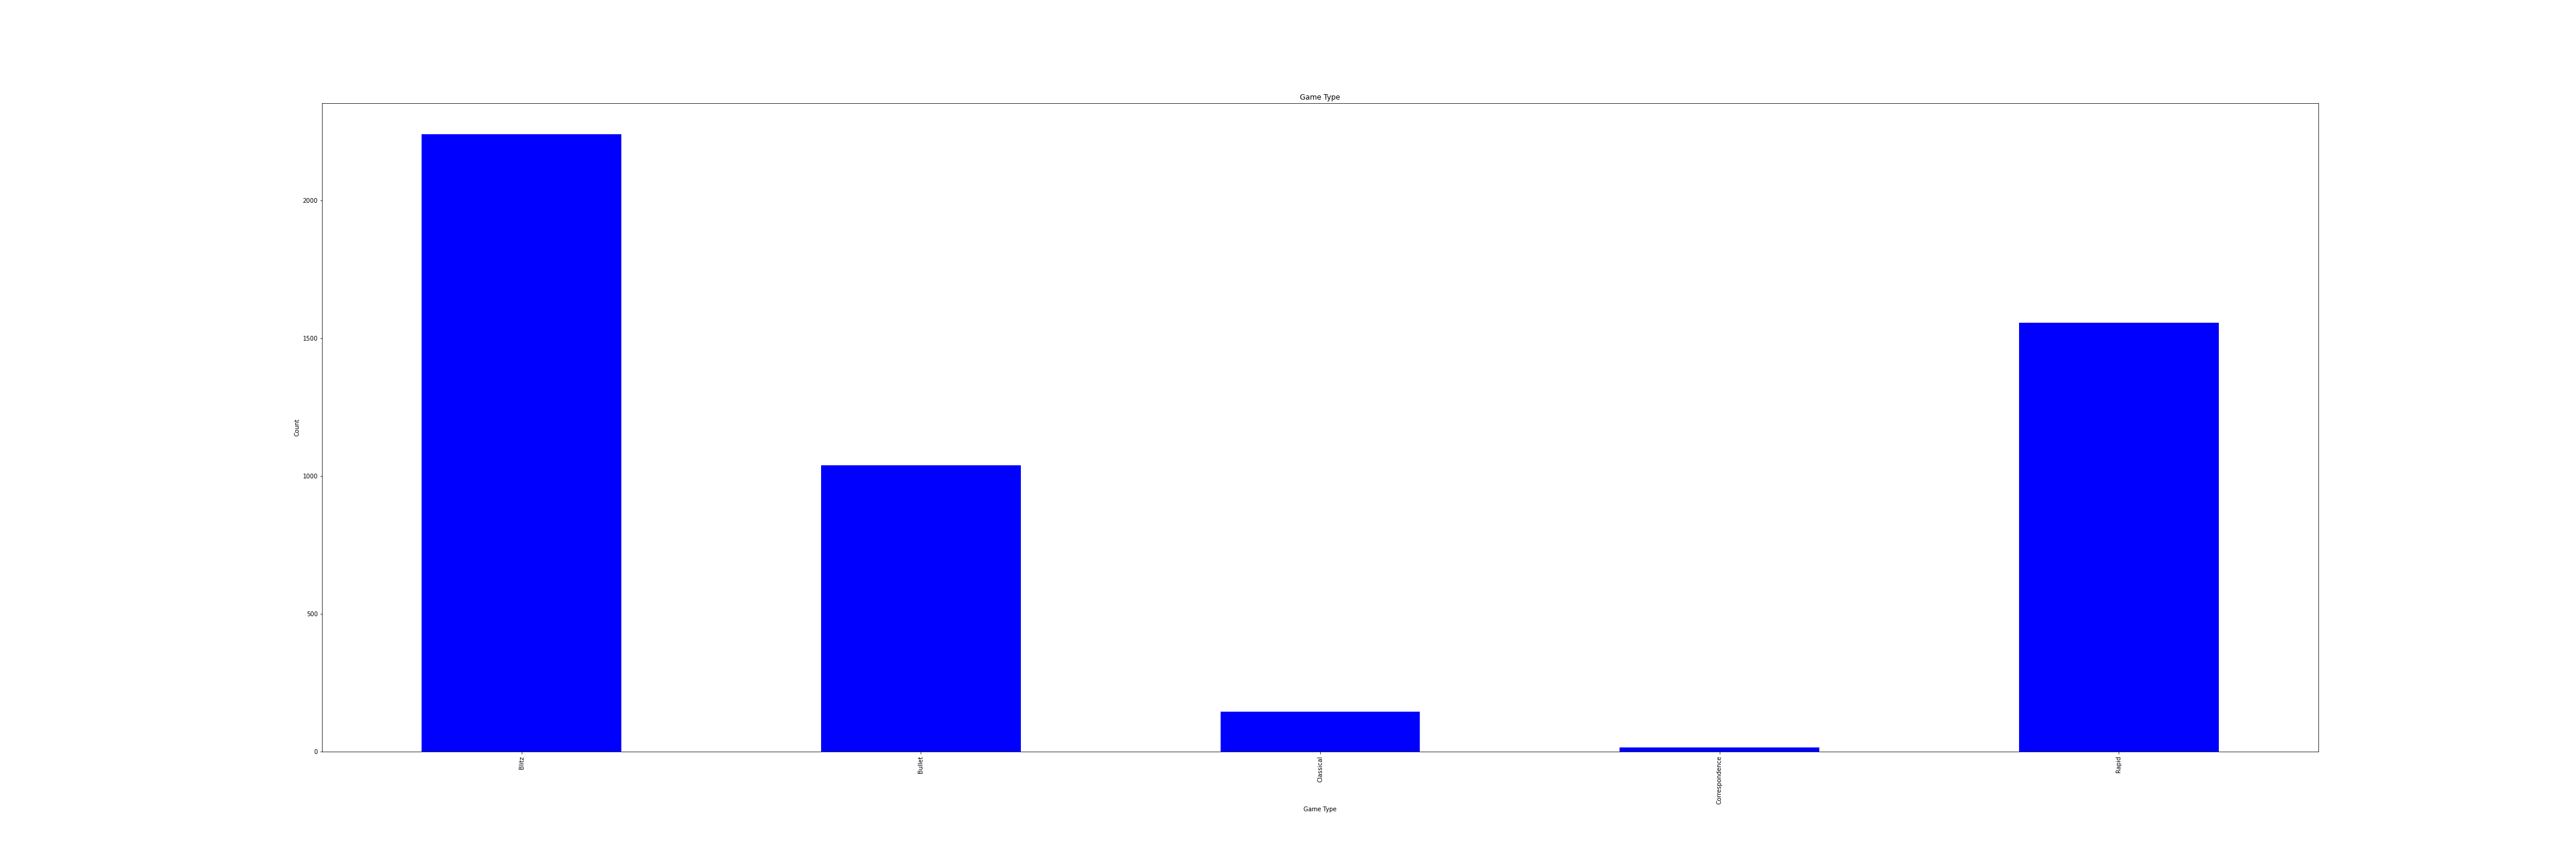 Game Type
2000
1500
1000
500
0
Count
Blitz
Bullet
Classical
Correspondence
Rapid
Game Type